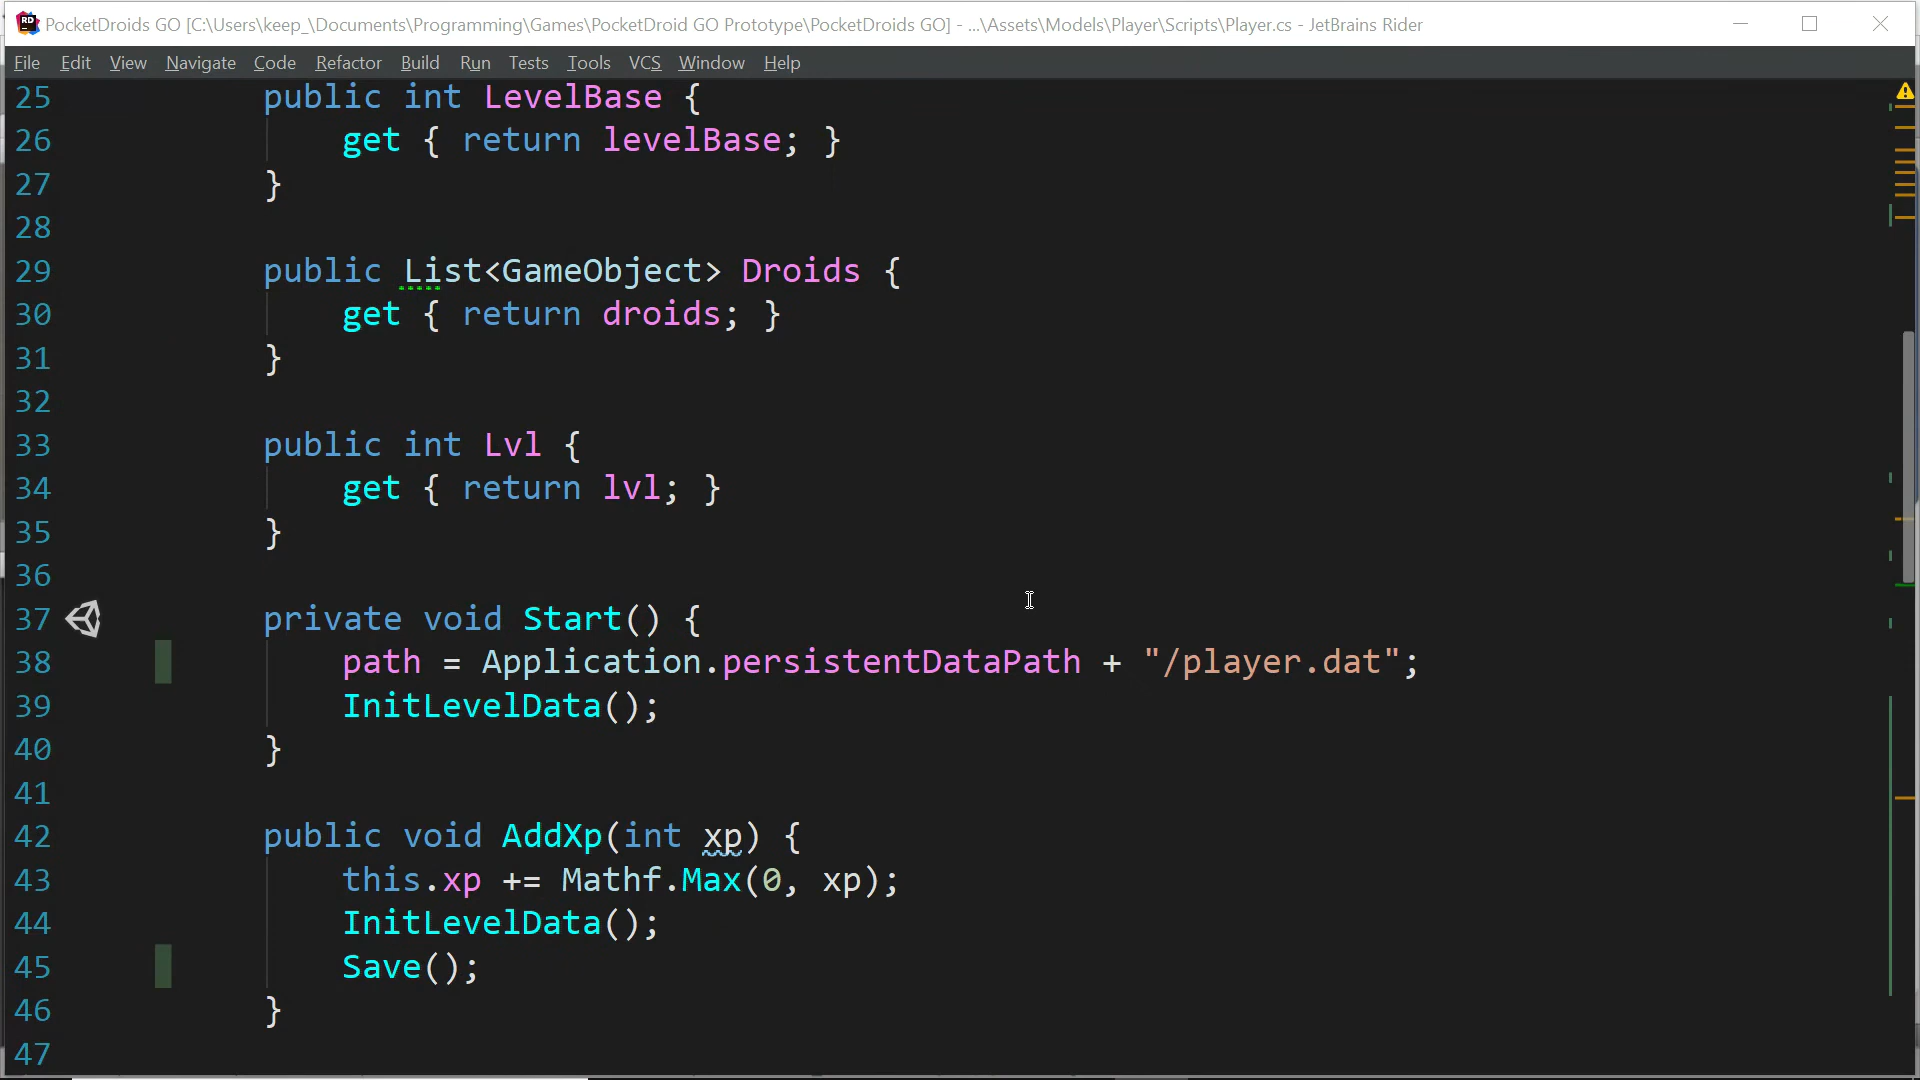 PocketDroids GO [C:\Users\keep_\Documents\Programming\Games\PocketDroid GO Prototype\PocketDroids GO] - ...\Assets\Models\Player\Scripts\Player.cs - JetBrains Rider
File Edit View Navigate Code Refactor Build Run Tests Tools VCS Window Help
25 public int LevelBase {
26 get { return levelBase; }
27 }
28
29 public List<GameObject> Droids {
30 get { return droids; }
31 }
32
33 public int Lvl {
34 get { return lvl; }
35 }
36
37 private void Start() {
38 path = Application.persistentDataPath + "/player.dat";
39 InitLevelData();
40 }
41
42 public void AddXp(int xp) {
43 this.xp += Mathf.Max(0, xp);
44 InitLevelData();
45 Save();
46 }
47